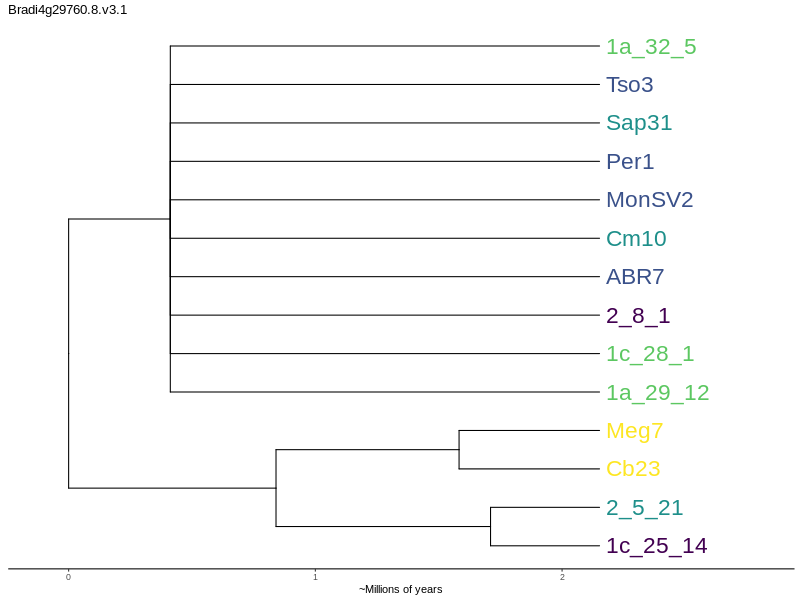 Bradi4g29760.8.v3.1
1a_32_5
Tso3
Sap31
Per1
MonSV2
Cm10
ABR7
2_8_1
1c_28_1
1a_29_12
Meg7
Cb23
2_5_21
1c_25_14
0 1 2
~Millions of years